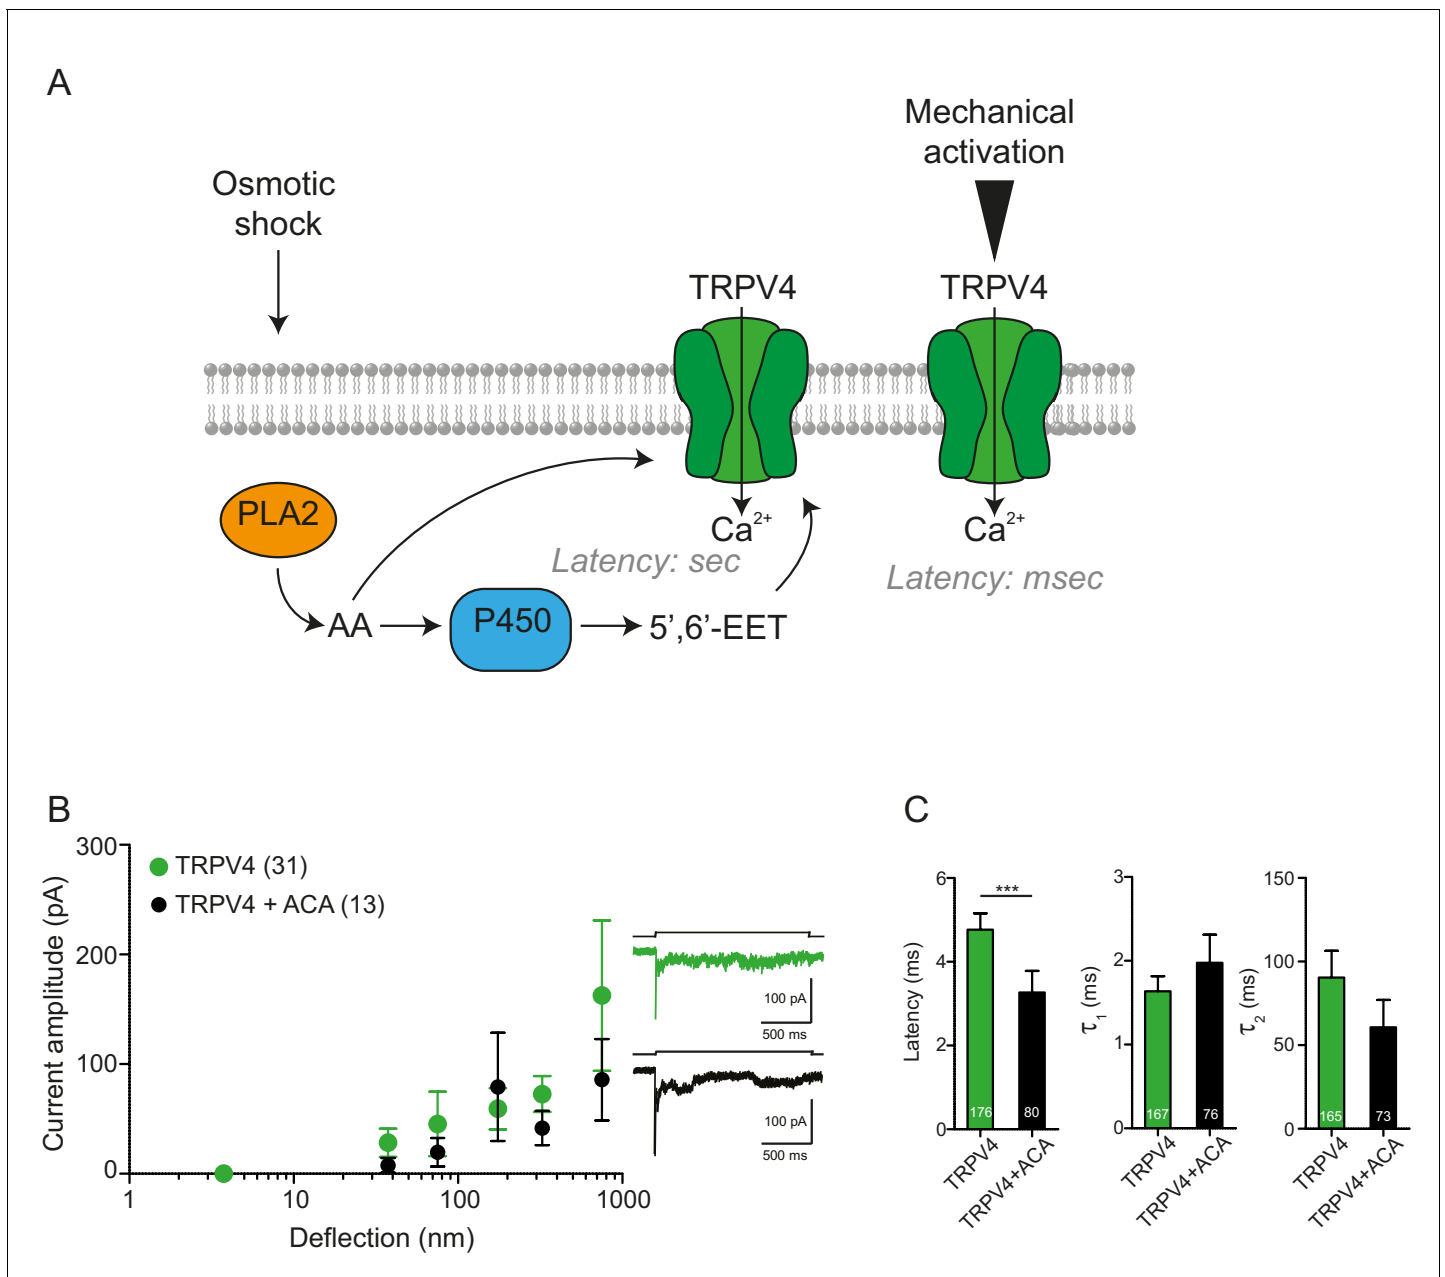 A
Osmotic
shock
Mechanical
activation
TRPV4
TRPV4
PLA2
Ca2+
Ca2+
Latency: sec
Latency: msec
AA
P450
5’,6’-EET
B
Current amplitude (pA)
300
200
100
0
TRPV4 (31)
TRPV4 + ACA (13)
1
10
100
1000
Deflection (nm)
100 pA
500 ms
100 pA
500 ms
C
Latency (ms)
6
4
2
0
***
176
80
TRPV4
TRPV4+ACA
τ1 (ms)
3
2
1
0
167
76
TRPV4
TRPV4+ACA
τ2 (ms)
150
100
50
0
165
73
TRPV4
TRPV4+ACA